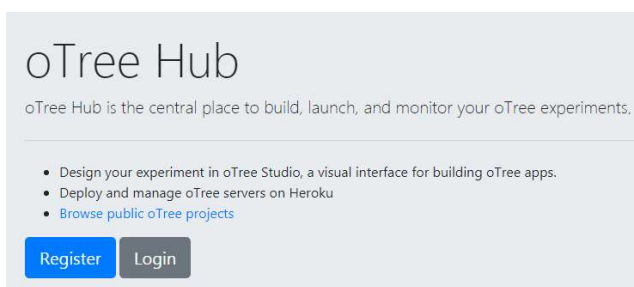 oTree Hub
oTree Hub is the central place to build, launch, and monitor your oTree experiments.
Design your experiment in oTree Studio, a visual interface for building oTree apps.
Deploy and manage oTree servers on Heroku
Browse public oTree projects
Register Login